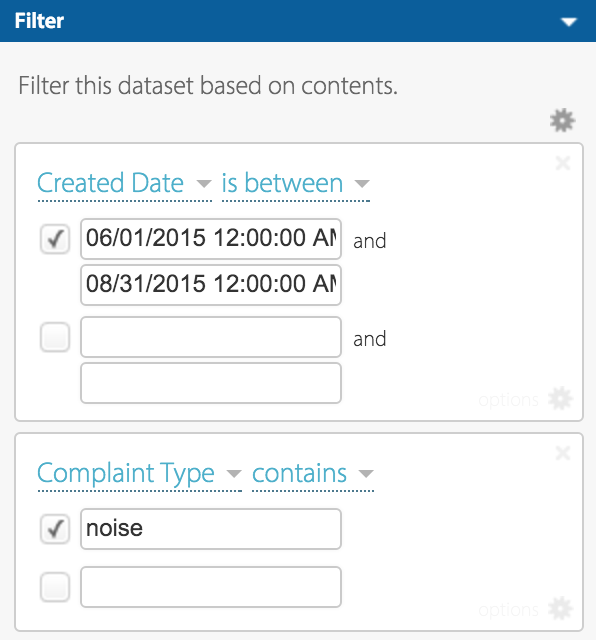 Filter
Filter this dataset based on contents.
Created Date is between
06/01/2015 12:00:00 AM and
08/31/2015 12:00:00 AM
and
options
Complaint Type contains
noise
options